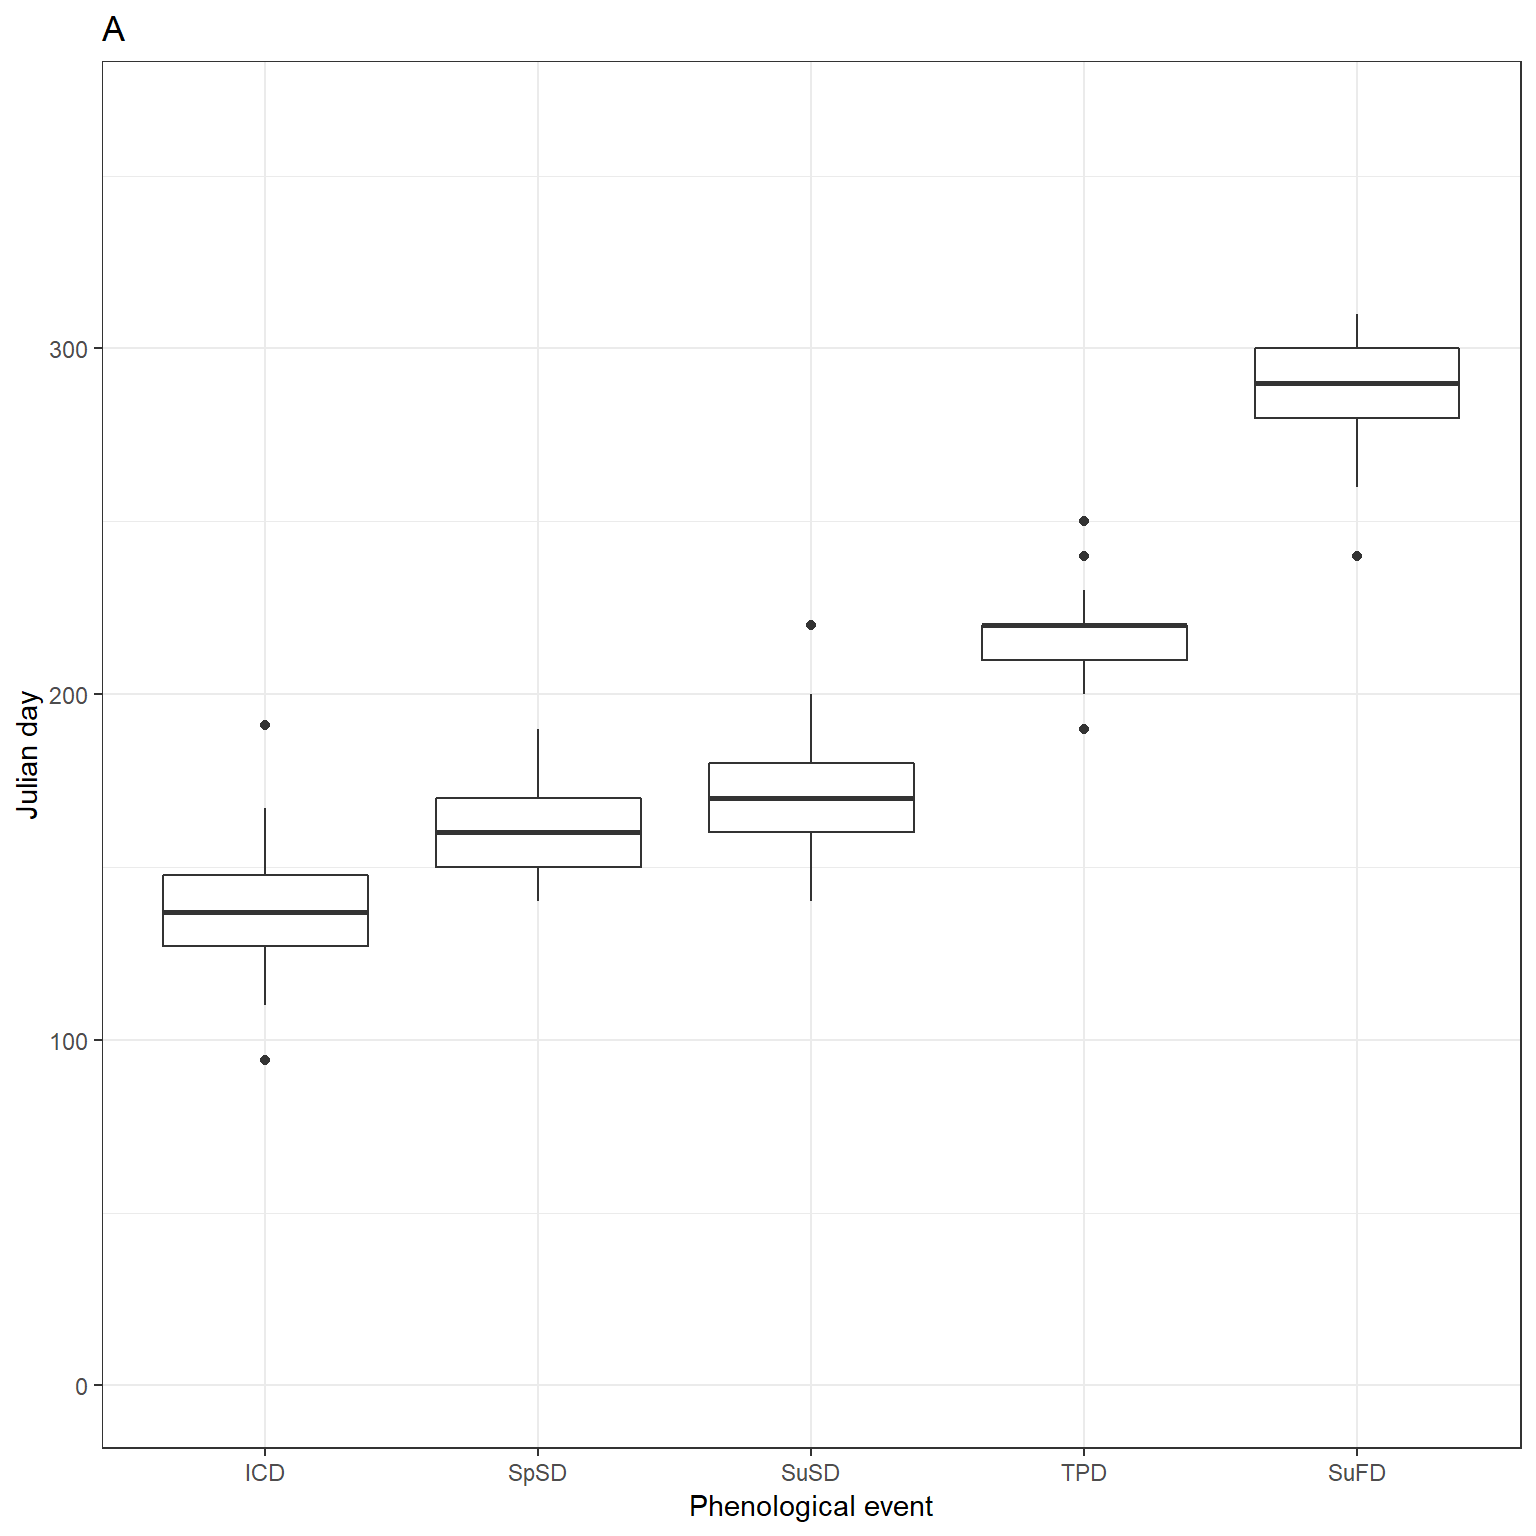 A
Julian day
300
200
100
0
ICD SpSD SuSD TPD SuFD
Phenological event